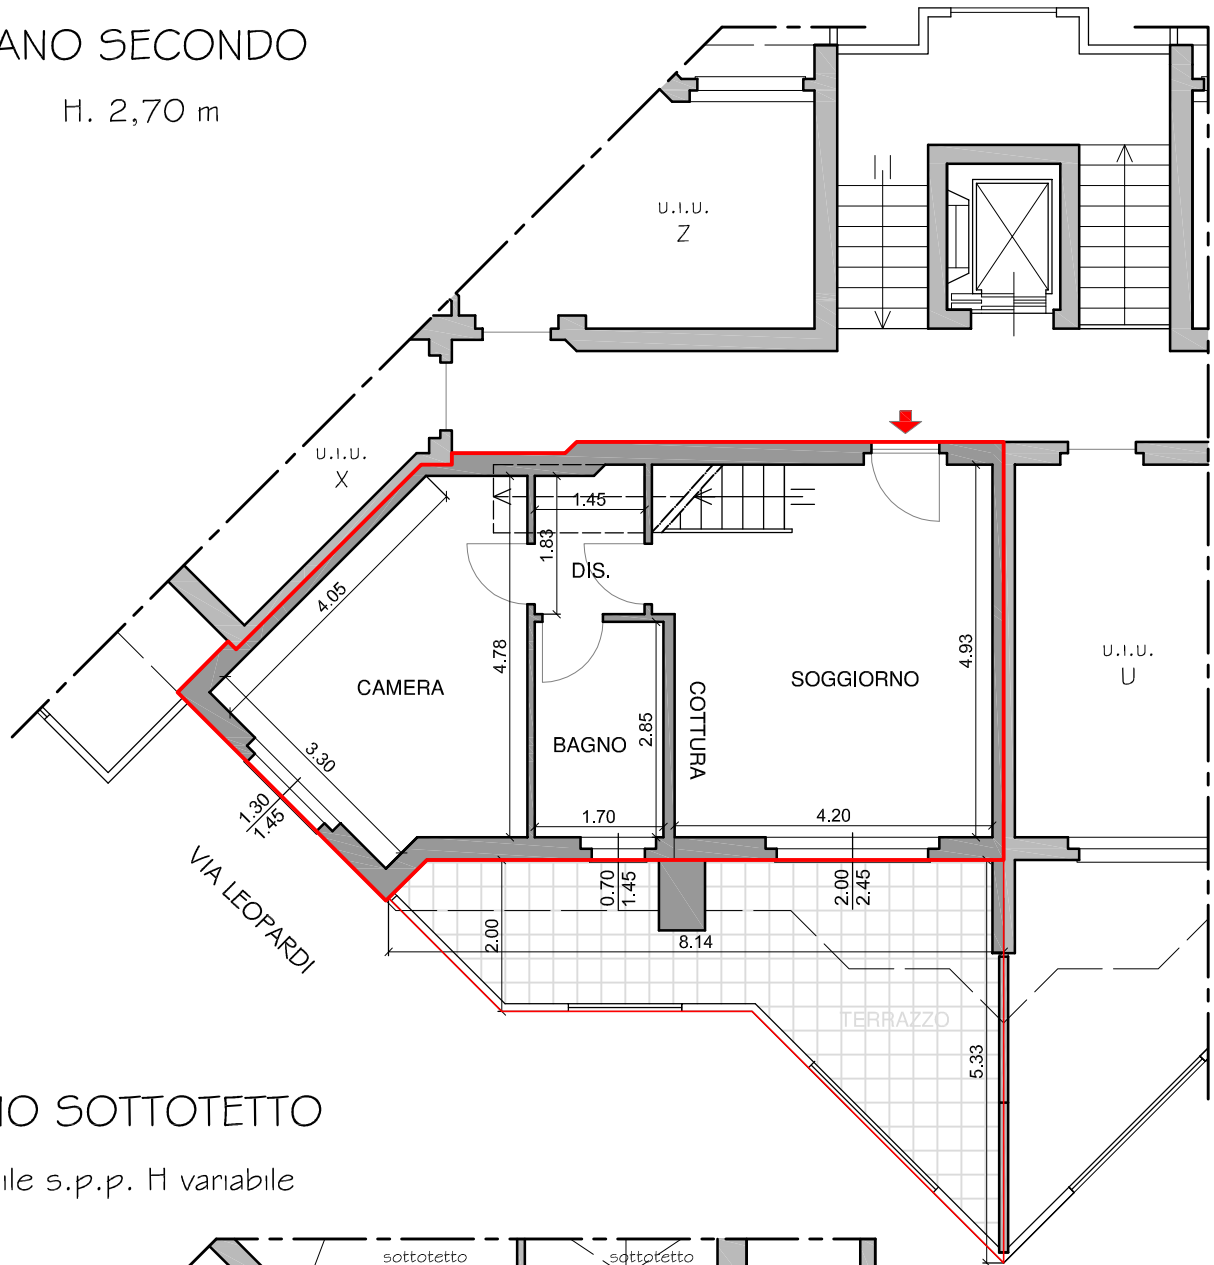 ANO SECONDO
H. 2,70 m
U.I.U.
Z
U.I.U.
X
1.45
1.83
DIS.
4.05
4.78
4.93
CAMERA
SOGGIORNO
U.I.U.
U
COTTURA
BAGNO
2.85
3.30
1.30
1.45
1.70
4.20
VIA LEOPARDI
0.70
1.45
2.00
2.45
2.00
8.14
TERRAZZO
5.33
IO SOTTOTETTO
ile s.p.p. H variabile
sottotetto
sottotetto